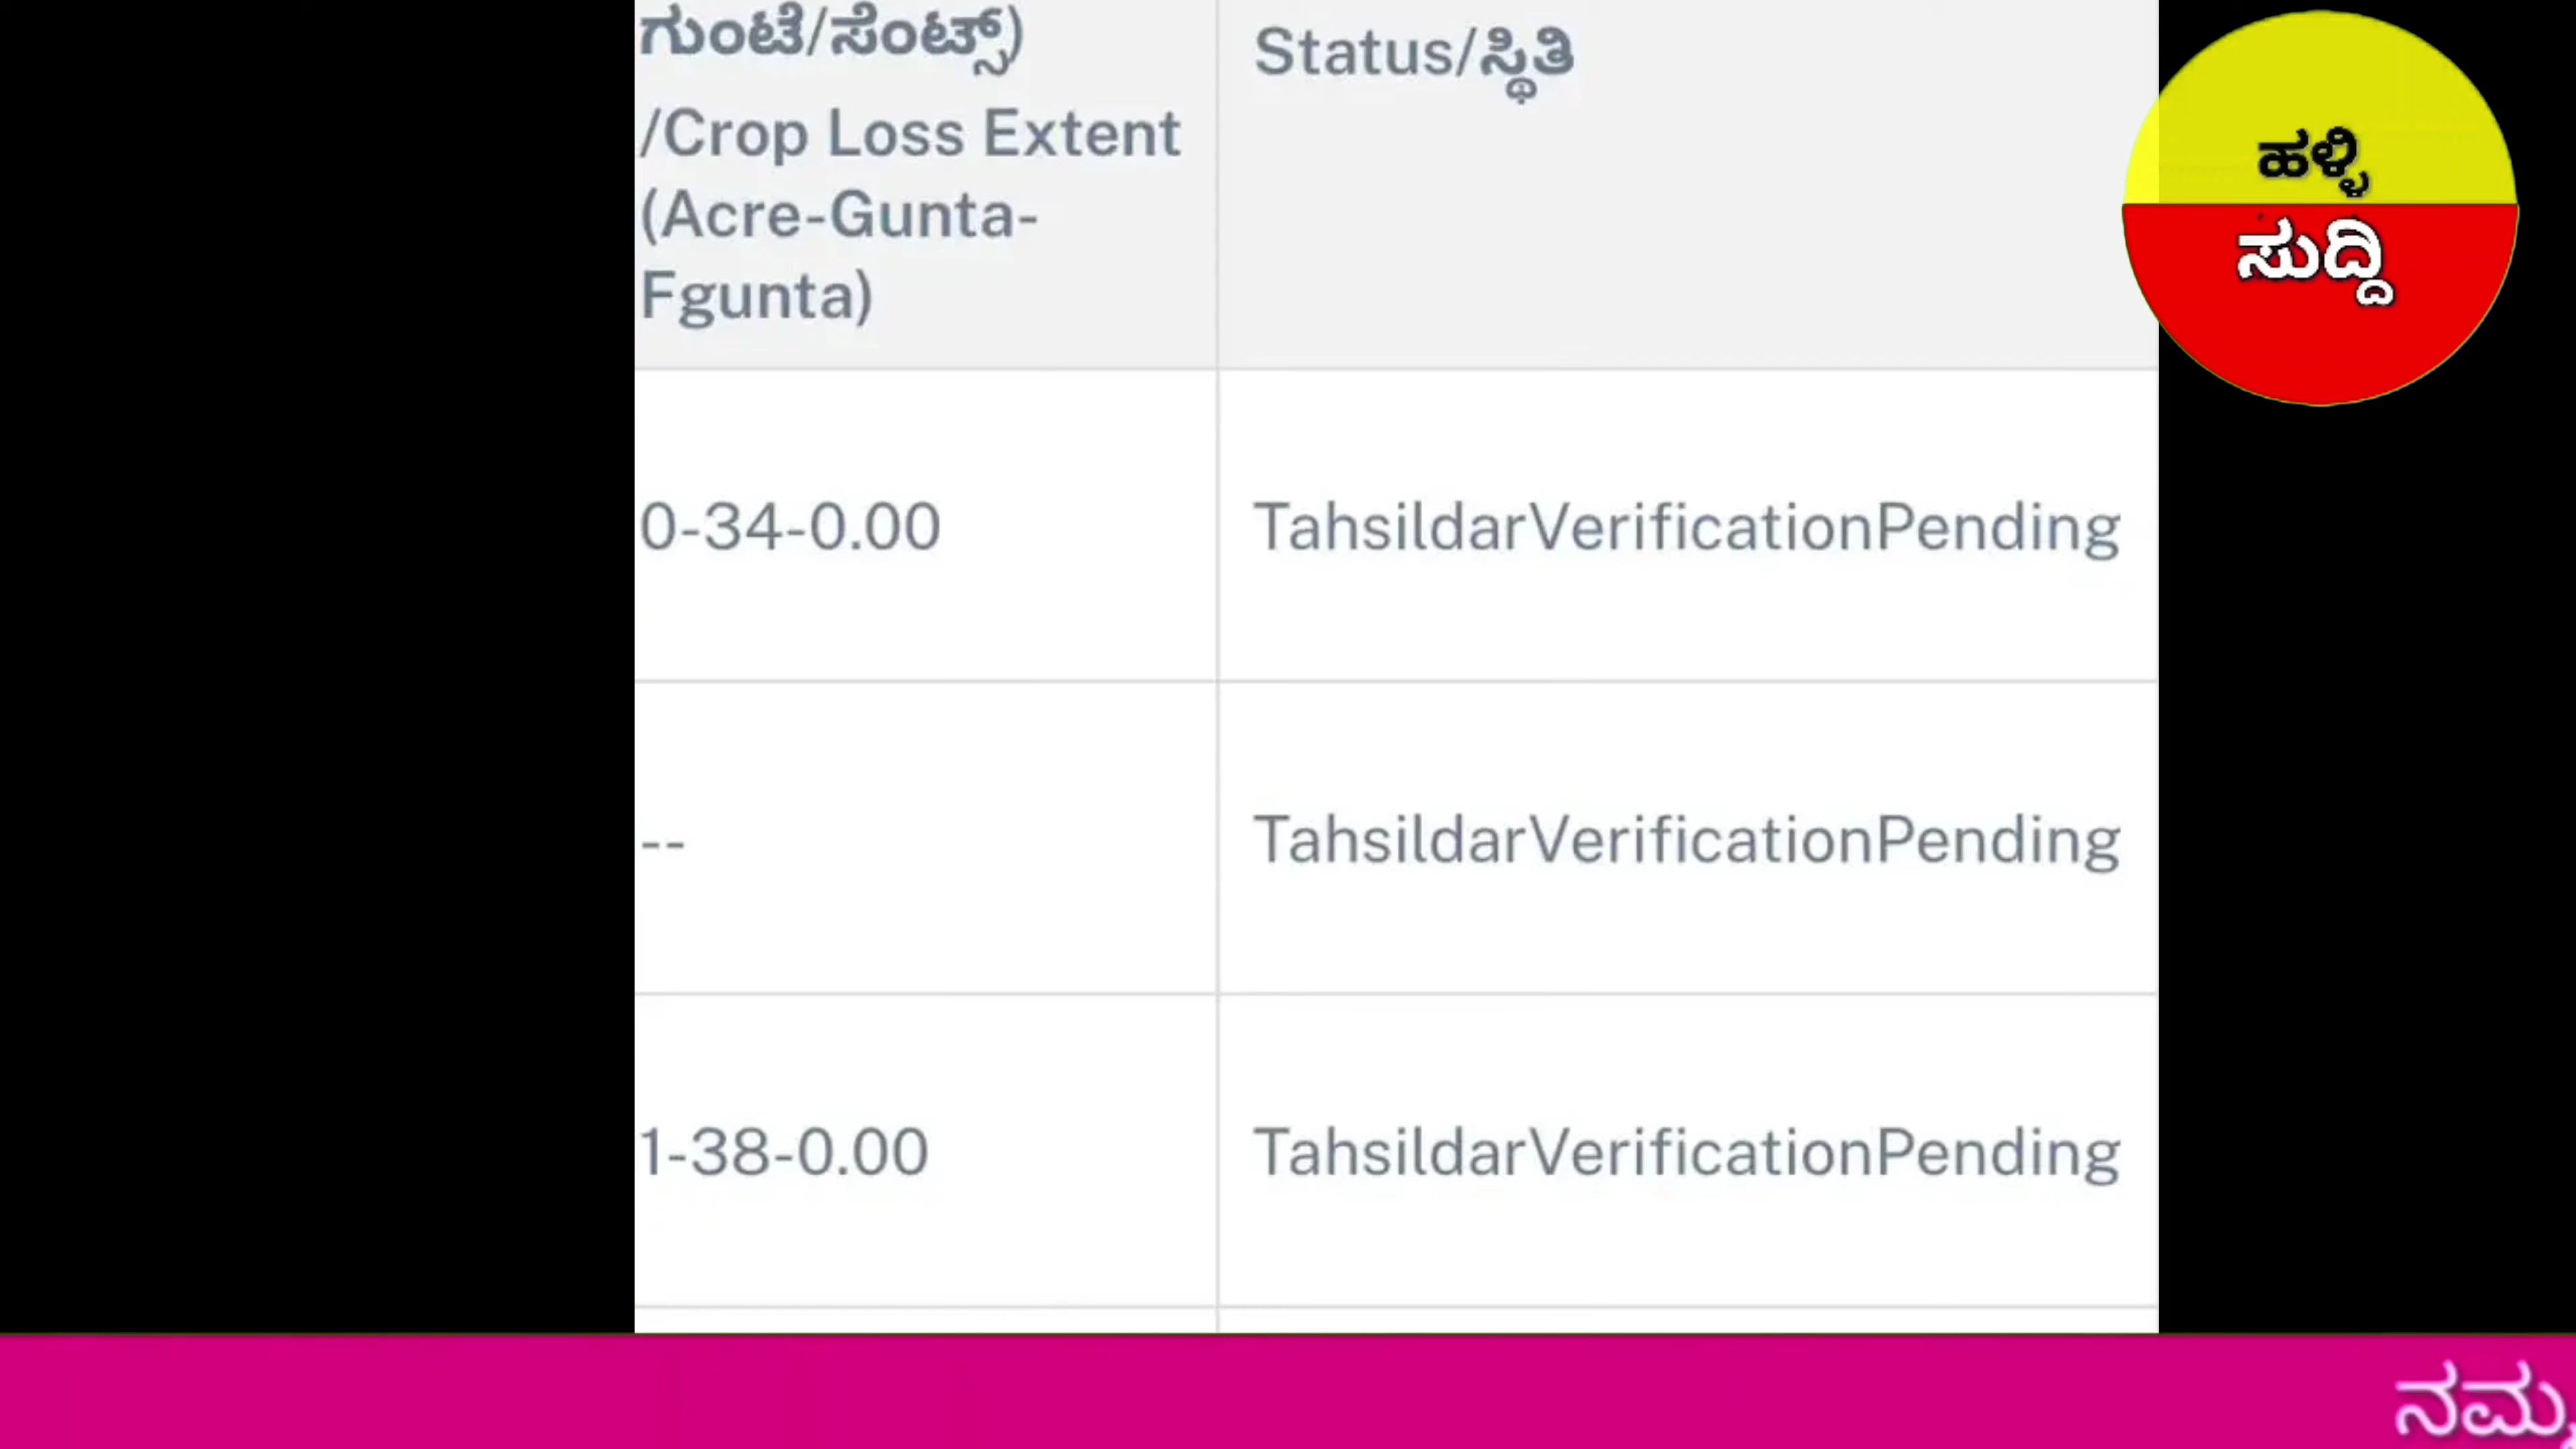 ಗುಂಟೆ/ಸೆಂಟ್ಸ್)
/Crop Loss Extent
(Acre-Gunta-
Fgunta)
Status/ಸ್ಥಿತಿ
0-34-0.00
TahsildarVerificationPending
--
TahsildarVerificationPending
1-38-0.00
TahsildarVerificationPending
ಹಳ್ಳಿ
ಸುದ್ದಿ